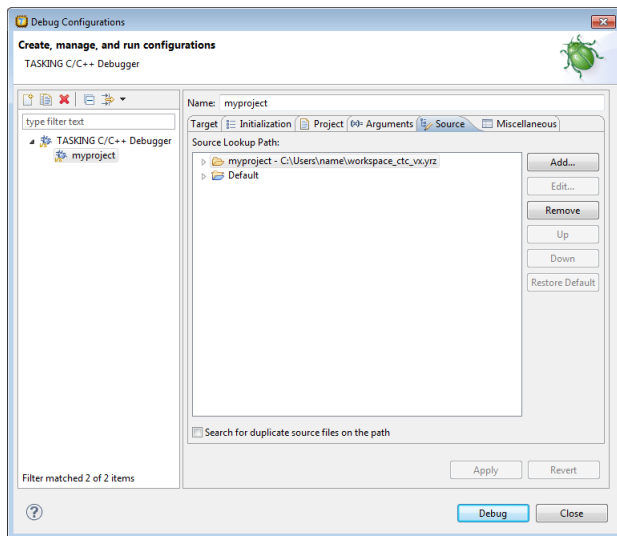 Debug Configurations
Create, manage, and run configurations
TASKING C/C++ Debugger
type filter text
TASKING C/C++ Debugger
myproject
Filter matched 2 of 2 items
Name: myproject
Target Initialization Project (x)= Arguments Source Miscellaneous
Source Lookup Path:
myproject - C:\Users\name\workspace_ctc_vx.yrz
Default
Add...
Edit...
Remove
Up
Down
Restore Default
Search for duplicate source files on the path
Apply Revert
? Debug Close